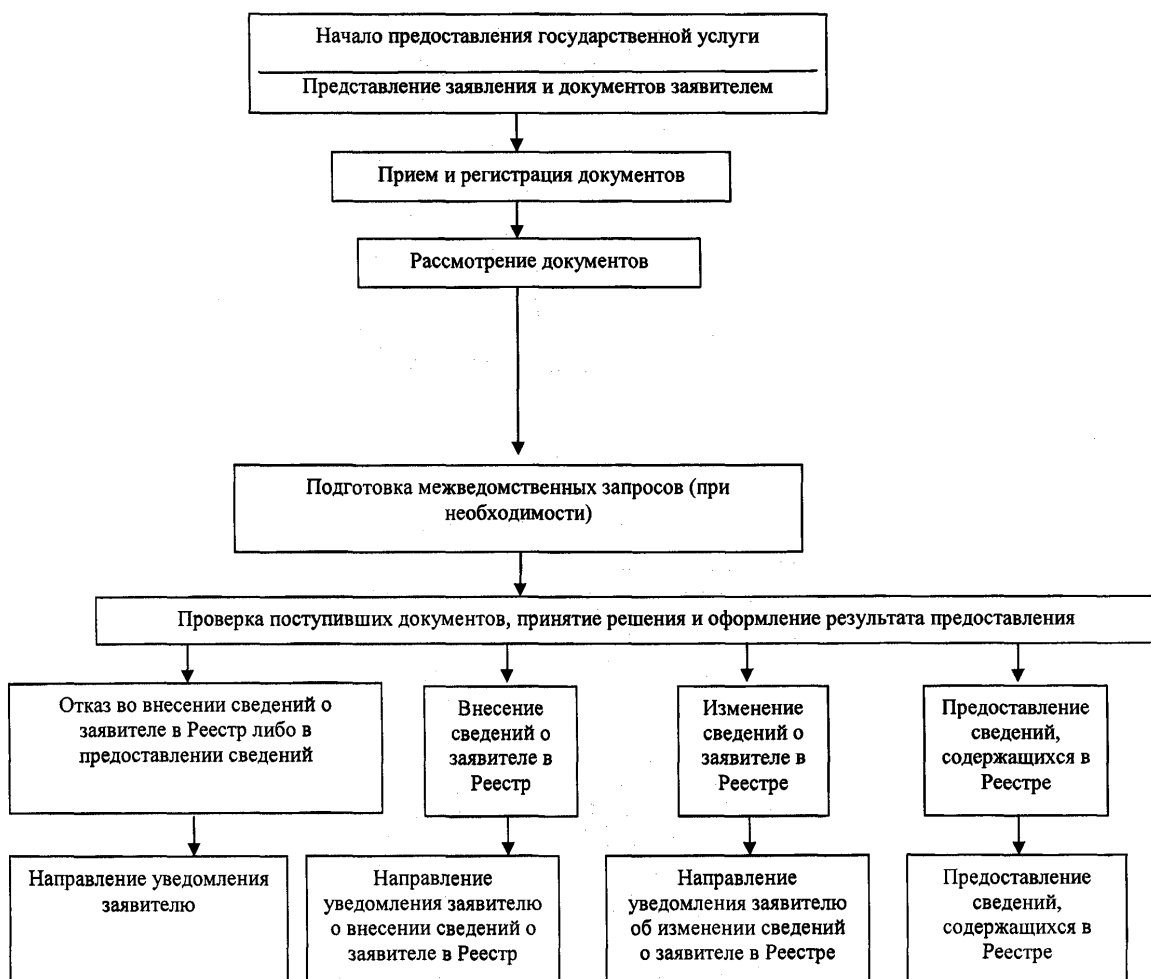 Начало предоставления государственной услуги
Представление заявления и документов заявителем
Прием и регистрация документов
Рассмотрение документов
Подготовка межведомственных запросов (при
необходимости)
Проверка поступивших документов, принятие решения и оформление результата предоставления
Отказ во внесении сведений о
заявителе в Реестр либо в
предоставлении сведений
Внесение
сведений о
заявителе в
Реестр
Изменение
сведений о
заявителе в
Реестре
Предоставление
сведений,
содержащихся в
Реестре
Направление уведомления
заявителю
Направление
уведомления заявителю
о внесении сведений о
заявителе в Реестр
Направление
уведомления заявителю
об изменении сведений
о заявителе в Реестре
Предоставление
сведений,
содержащихся в
Реестре